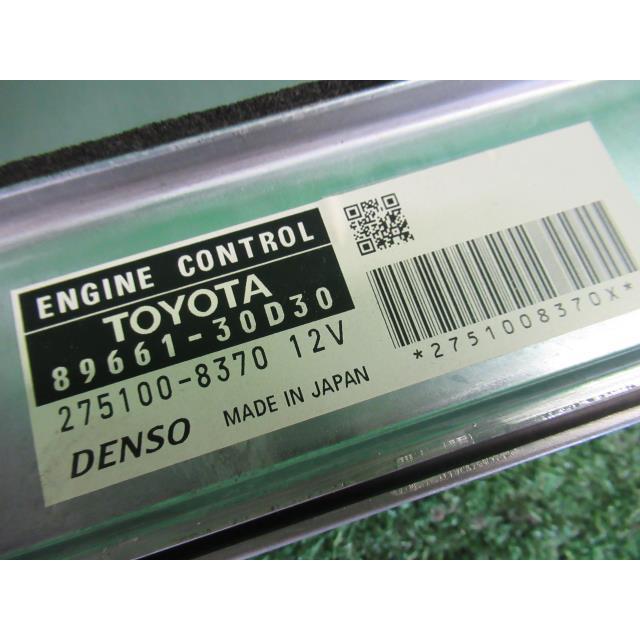 ENGINE CONTROL
TOYOTA
89661-30D30
275100-8370 12V
DENSO MADE IN JAPAN
*2751008370X*